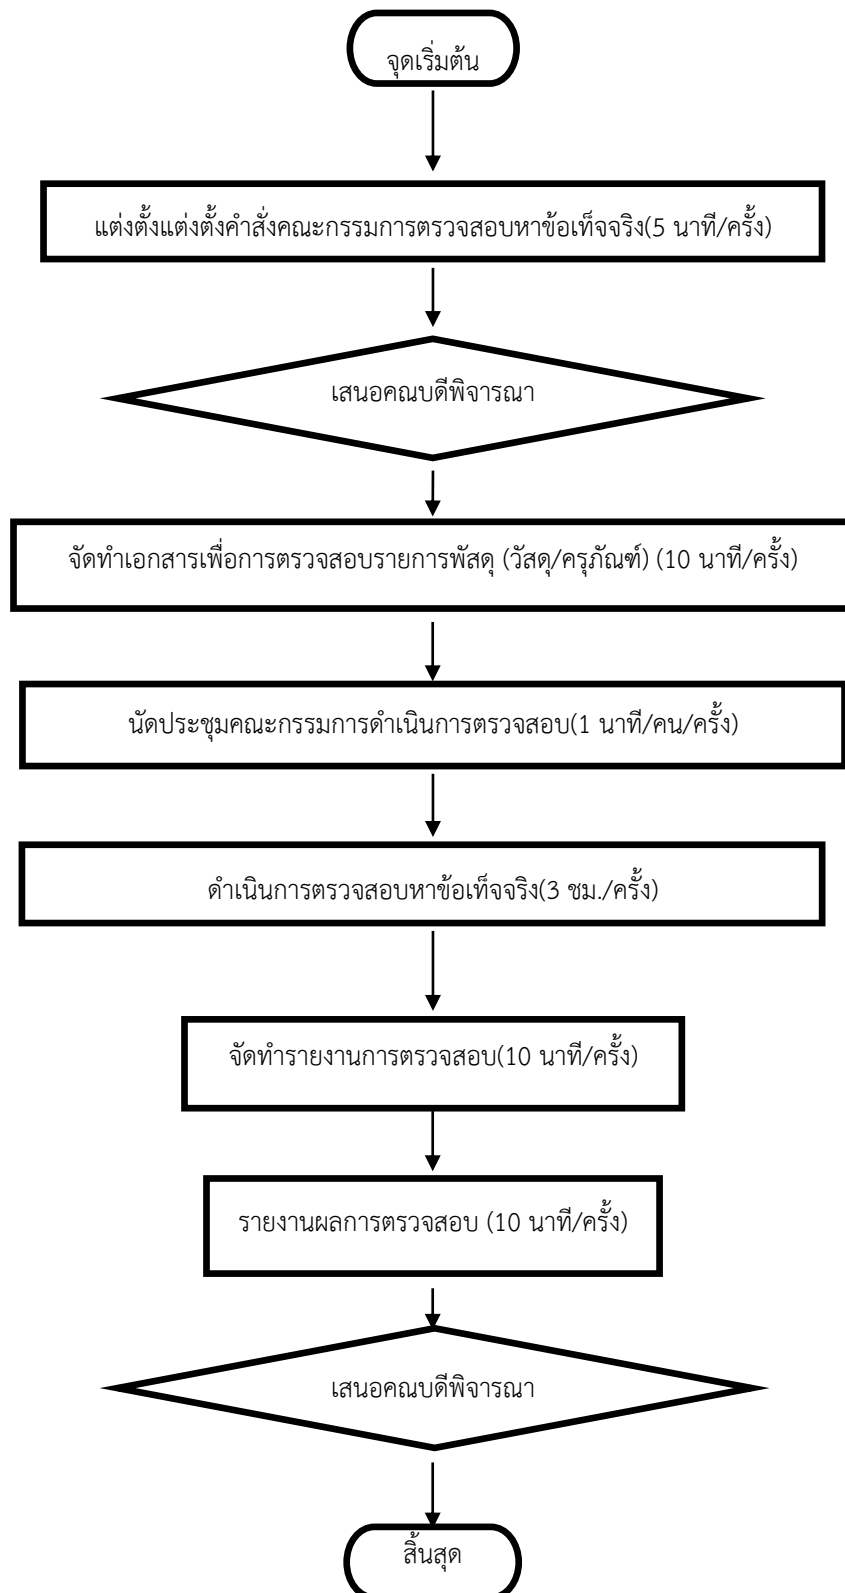 จุดเริ่มต้น
แต่งตั้งแต่งตั้งคำสั่งคณะกรรมการตรวจสอบหาข้อเท็จจริง(5 นาที/ครั้ง)
เสนอคณบดีพิจารณา
จัดทำเอกสารเพื่อการตรวจสอบรายการพัสดุ (วัสดุ/ครุภัณฑ์) (10 นาที/ครั้ง)
นัดประชุมคณะกรรมการดำเนินการตรวจสอบ(1 นาที/คน/ครั้ง)
ดำเนินการตรวจสอบหาข้อเท็จจริง(3 ชม./ครั้ง)
จัดทำรายงานการตรวจสอบ(10 นาที/ครั้ง)
รายงานผลการตรวจสอบ (10 นาที/ครั้ง)
เสนอคณบดีพิจารณา
สิ้นสุด